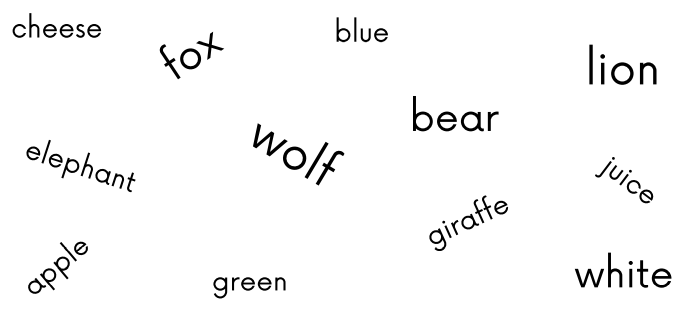 cheese
fox
blue
lion
bear
wolf
elephant
juice
giraffe
apple
green
white